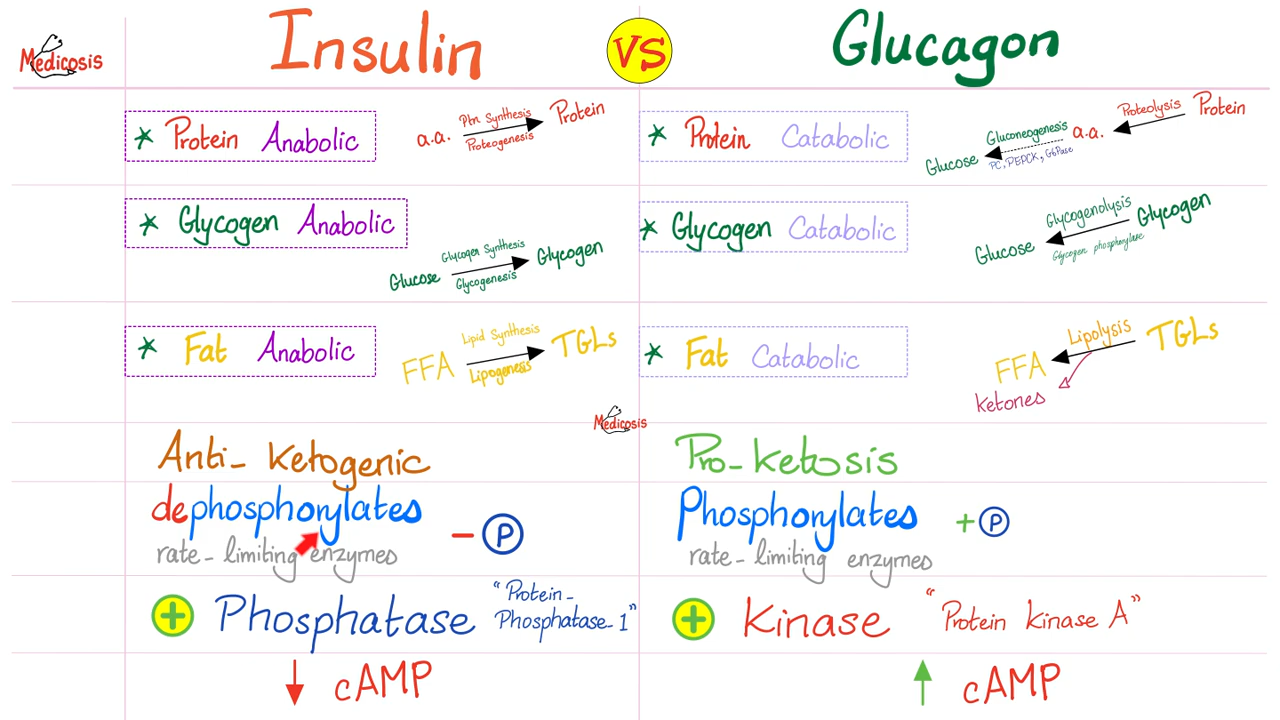 Medicosis
Insulin
VS
Glucagon
Protein Anabolic
a.a.
Ptn Synthesis
Proteogenesis
Protein
Protein Catabolic
Glucose
Gluconeogenesis
PC, PEPCK, G6Pase
a.a.
Proteolysis
Protein
Glycogen Anabolic
Glucose
Glycogen Synthesis
Glycogenesis
Glycogen
Glycogen Catabolic
Glucose
Glycogenolysis
Glycogen phosphorylase
Glycogen
Fat Anabolic
FFA
Lipid Synthesis
Lipogenesis
TGLs
Fat Catabolic
FFA
Lipolysis
TGLs
ketones
Medicosis
Anti- ketogenic
Pro-ketosis
dephosphorylates
rate-limiting enzymes
- P
Phosphorylates
rate-limiting enzymes
+ P
+ Phosphatase
"Protein-
Phosphatase-1"
+ Kinase
"Protein kinase A"
↓ cAMP
↑ cAMP